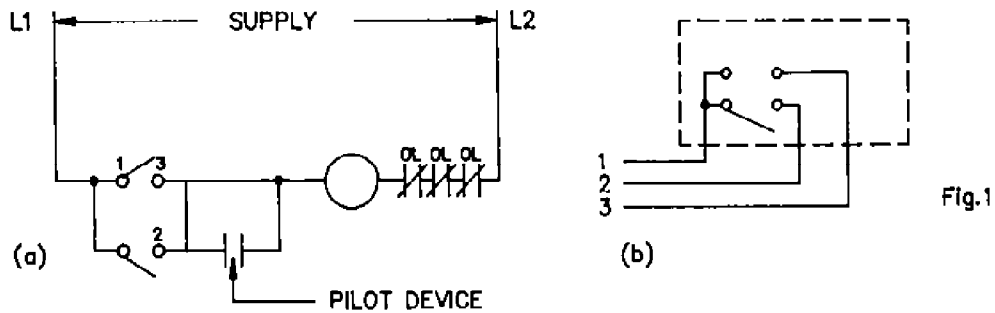 L1 SUPPLY L2
OL OL OL
1 3
2
(a)
PILOT DEVICE
1
2
3
(b)
Fig.1